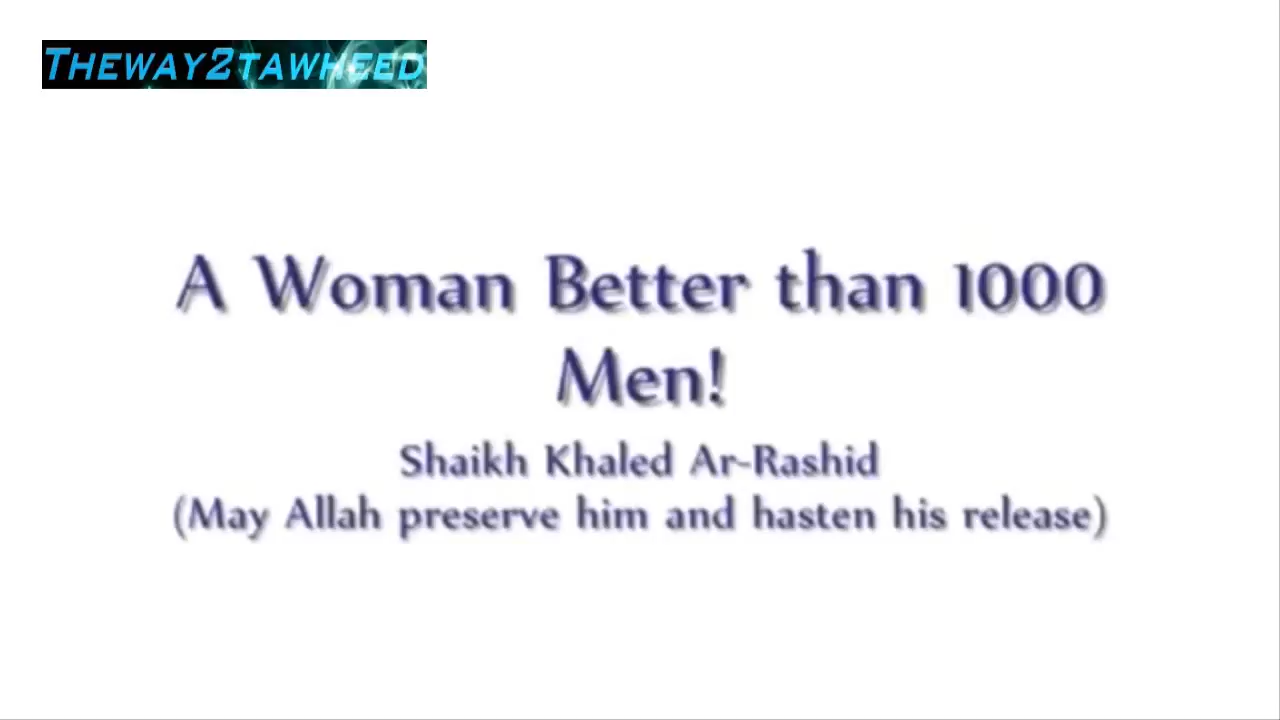 THEWAY2TAWHEED
A Woman Better than 1000
Men!
Shaikh Khaled Ar-Rashid
(May Allah preserve him and hasten his release)